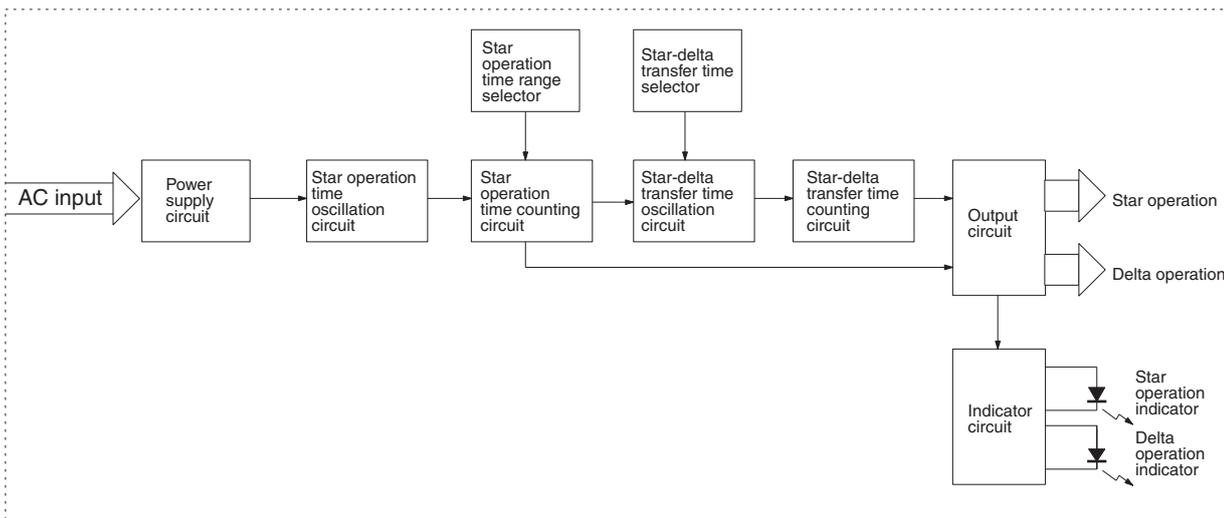 Star
operation
time range
selector
Star-delta
transfer time
selector
AC input
Power
supply
circuit
Star operation
time
oscillation
circuit
Star
operation
time counting
circuit
Star-delta
transfer time
oscillation
circuit
Star-delta
transfer time
counting
circuit
Output
circuit
Star operation
Delta operation
Indicator
circuit
Star
operation
indicator
Delta
operation
indicator